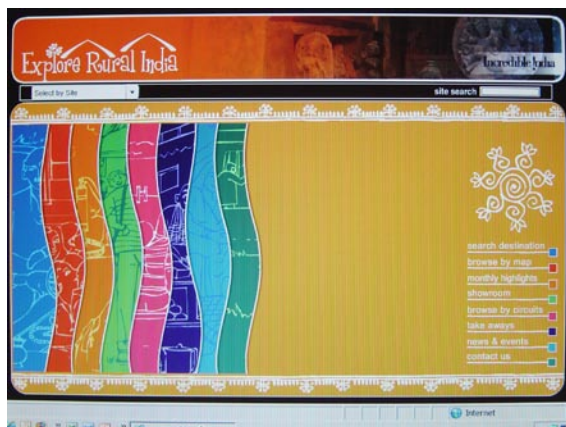 Explore Rural India
Incredible !ndia
Select by Site
site search
search destination
browse by map
monthly highlights
showroom
browse by circuits
take aways
news & events
contact us
Internet